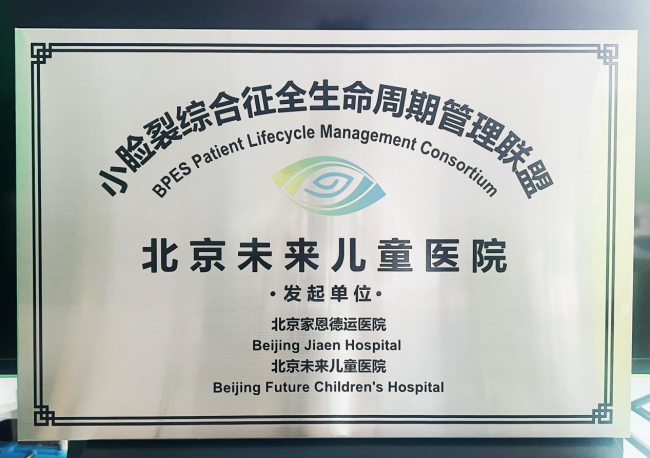 小睑裂综合征全生命周期管理联盟
BPES Patient Lifecycle Management Consortium
北京未来儿童医院
·发起单位·
北京家恩德运医院
Beijing Jiaen Hospital
北京未来儿童医院
Beijing Future Children's Hospital